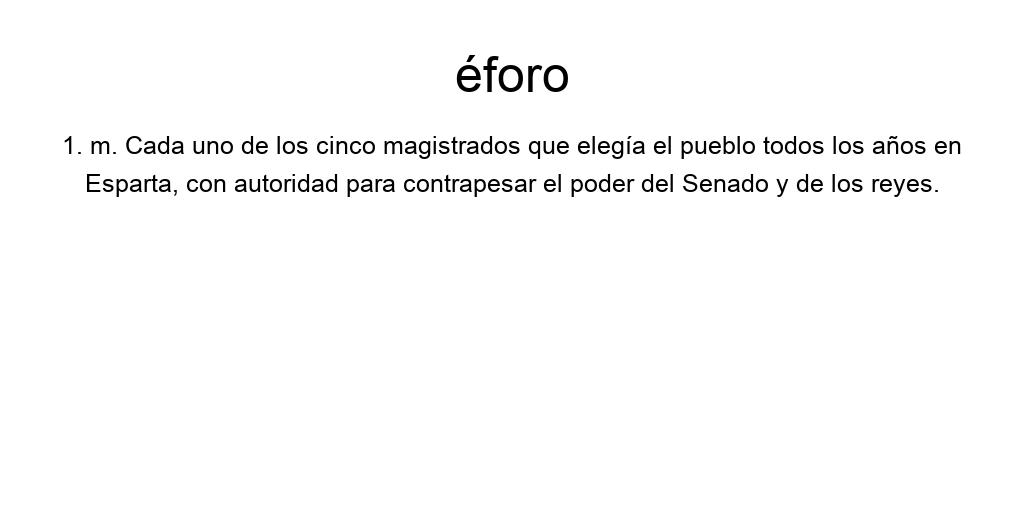 éforo
1. m. Cada uno de los cinco magistrados que elegía el pueblo todos los años en
Esparta, con autoridad para contrapesar el poder del Senado y de los reyes.